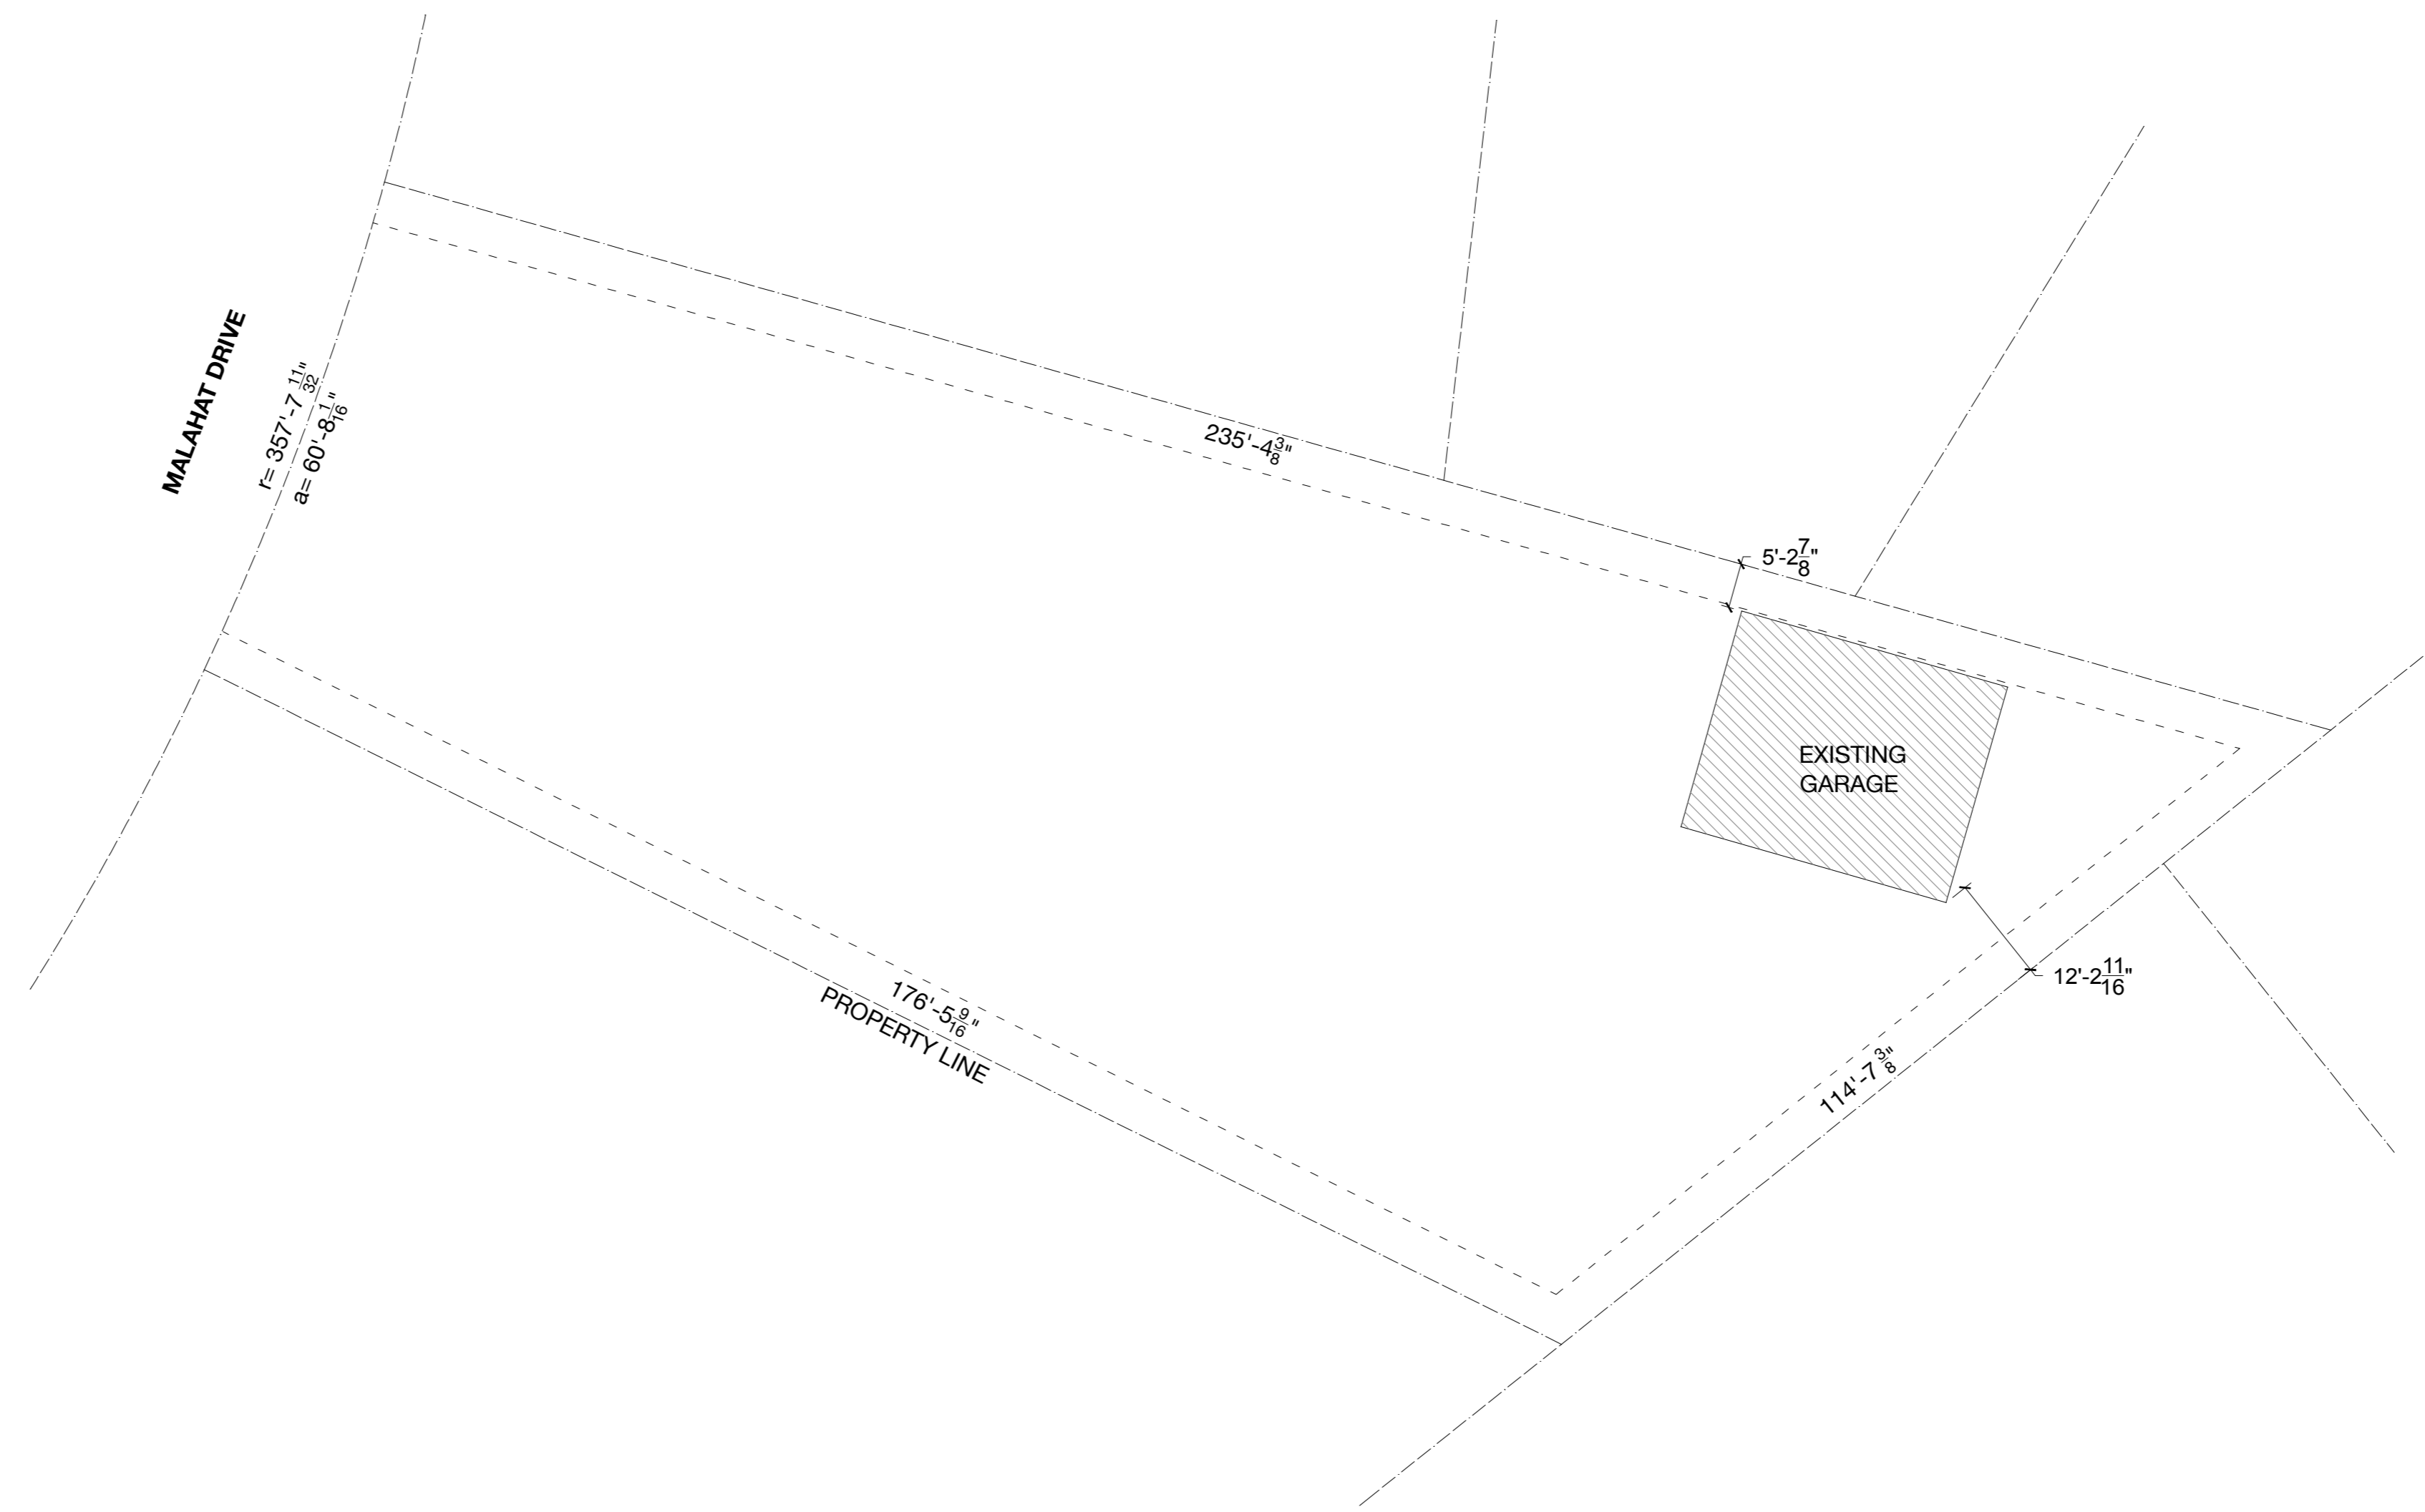 MALAHAT DRIVE
r= 357'-7 11/32"
a= 60'-8 1/16"
235'-4 3/8"
5'-2 7/8"
EXISTING
GARAGE
12'-2 11/16"
176'-5 9/16"
PROPERTY LINE
114'-7 3/8"